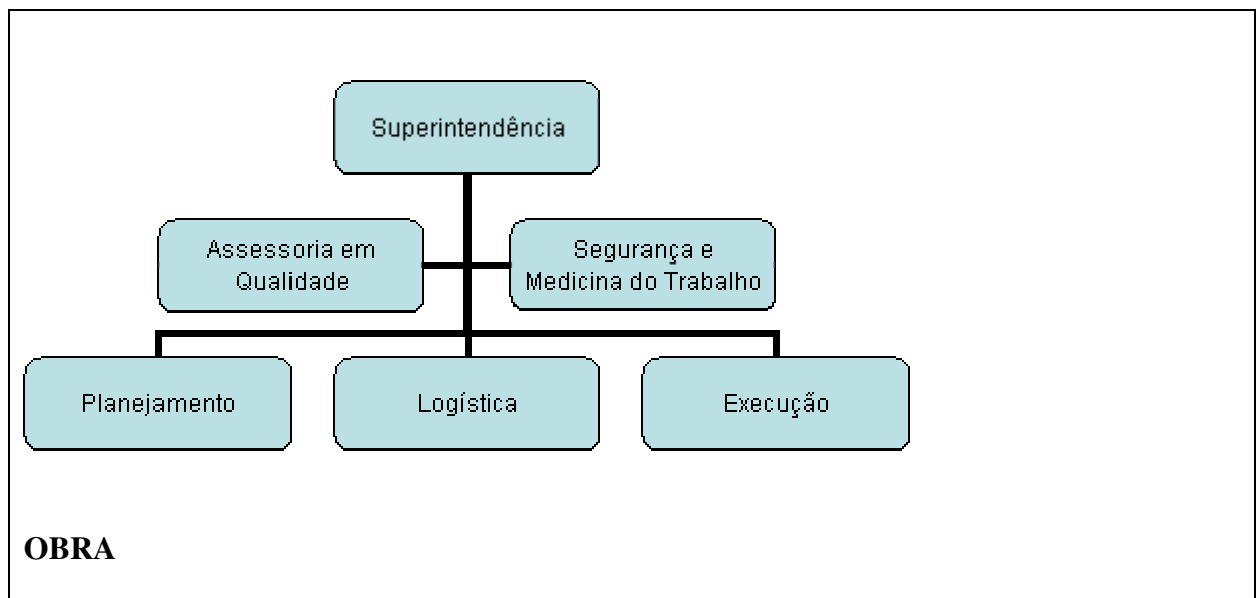 Superintendência
Assessoria em
Qualidade
Segurança e
Medicina do Trabalho
Planejamento
Logística
Execução
OBRA